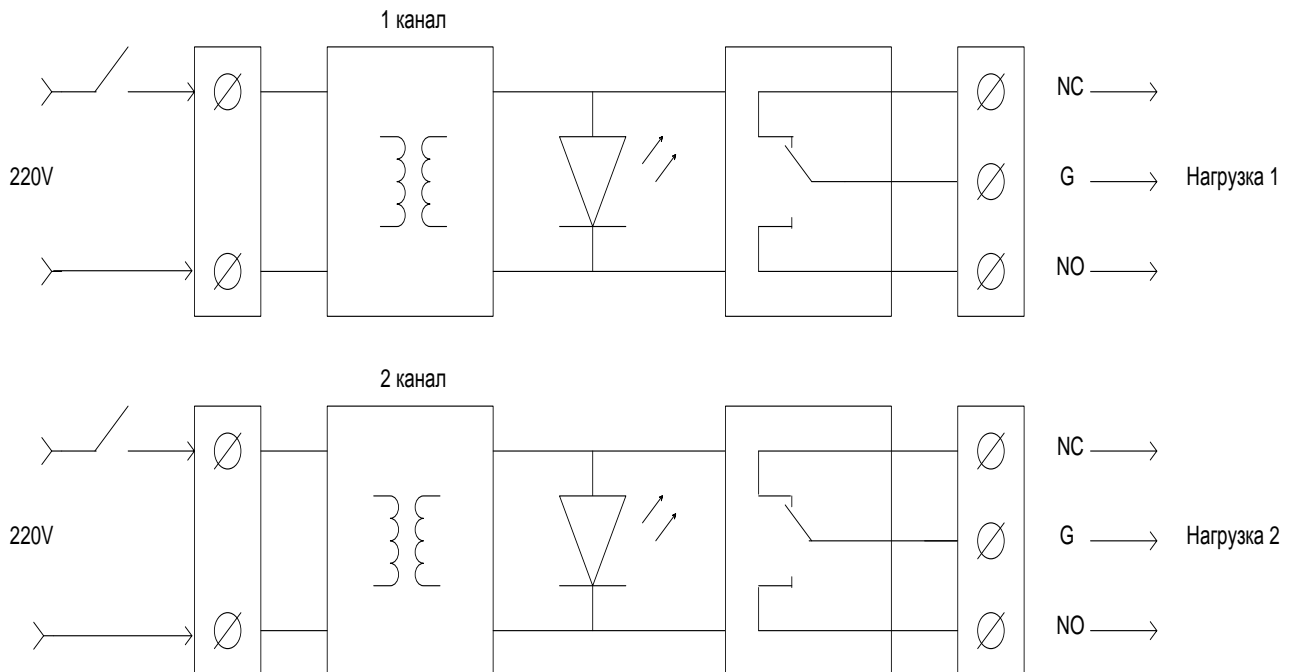 1 канал
NC
220V
G
Нагрузка 1
NO
2 канал
NC
220V
G
Нагрузка 2
NO